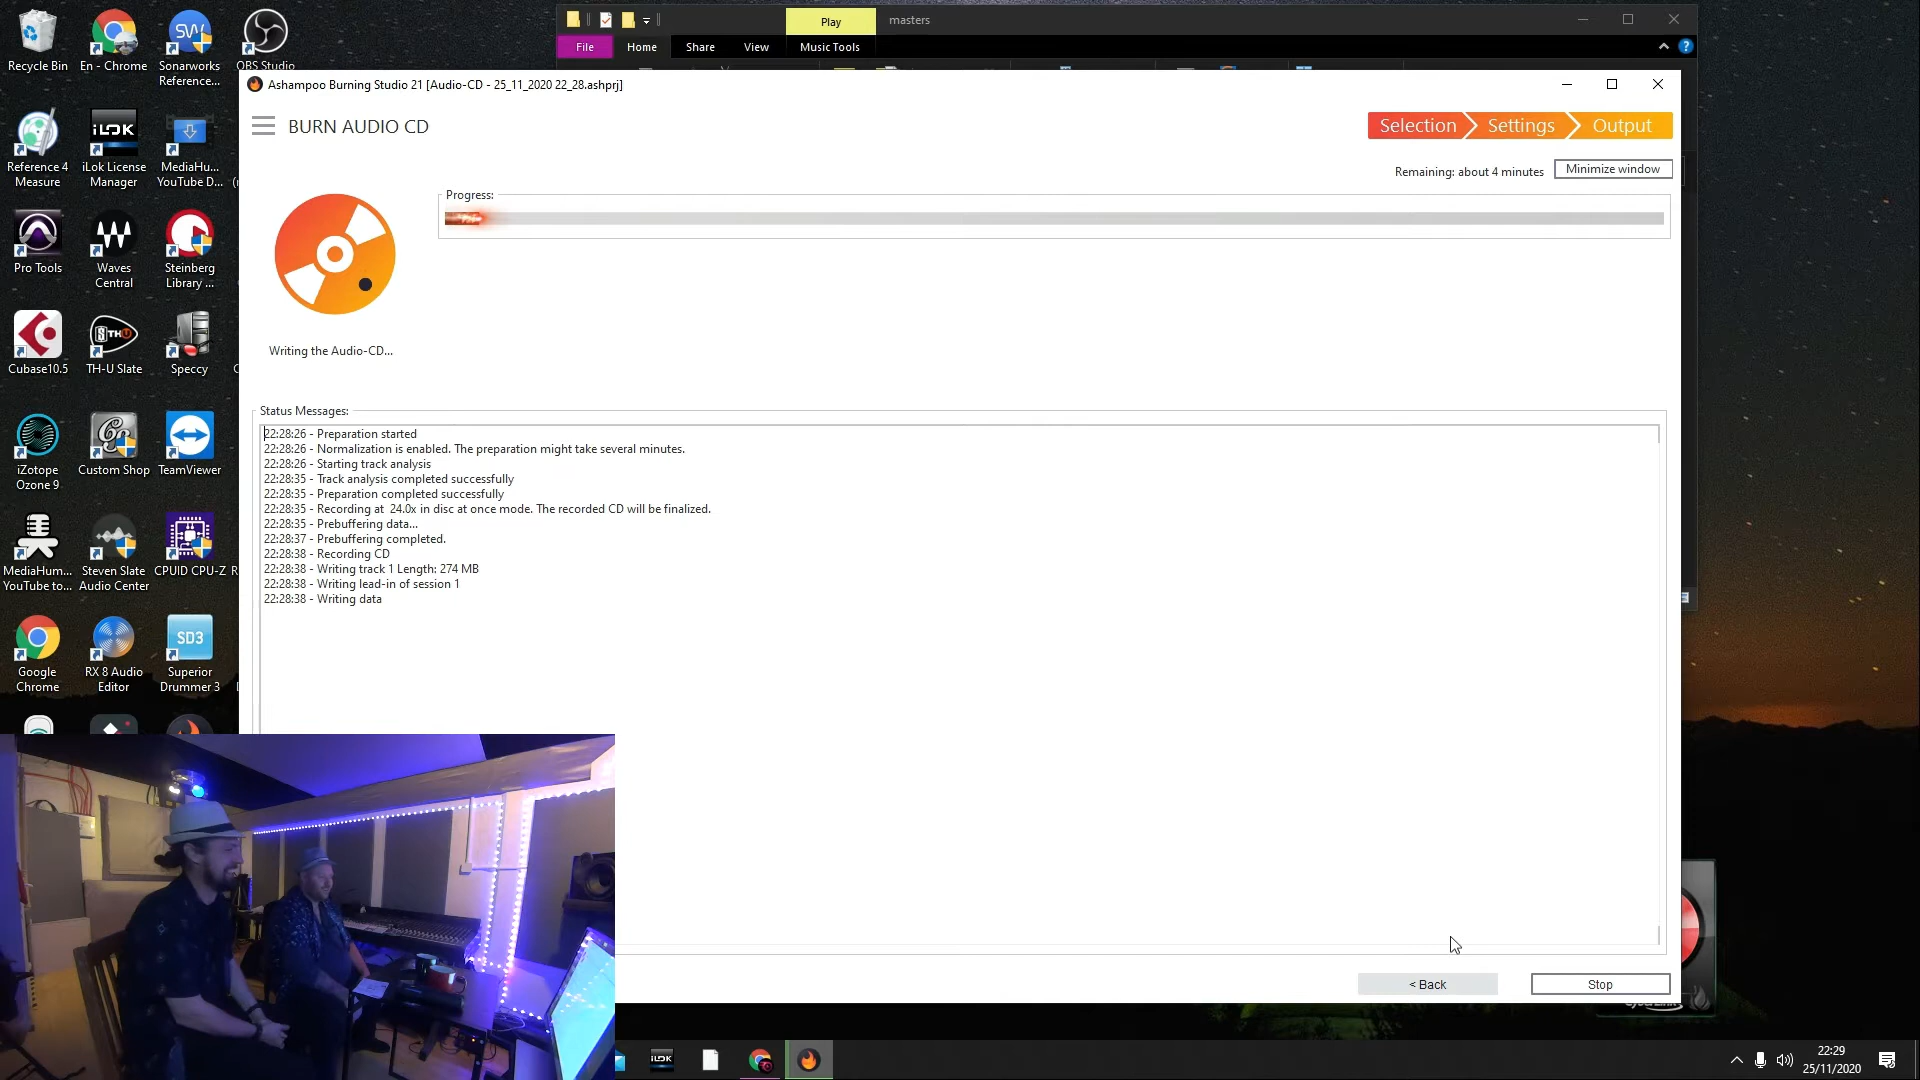 Recycle Bin
En - Chrome
Sonarworks
Reference...
OBS Studio
Play
masters
File
Home
Share
View
Music Tools
Ashampoo Burning Studio 21 [Audio-CD - 25_11_2020 22_28.ashprj]
BURN AUDIO CD
Selection
Settings
Output
Remaining: about 4 minutes
Minimize window
Progress:
Writing the Audio-CD...
Reference 4
Measure
iLOK
iLok License
Manager
MediaHu...
YouTube D...
Pro Tools
Waves
Central
Steinberg
Library ...
Cubase10.5
TH-U Slate
Speccy
iZotope
Ozone 9
Custom Shop
TeamViewer
MediaHum...
YouTube to...
Steven Slate
Audio Center
CPUID CPU-Z
Google
Chrome
RX 8 Audio
Editor
SD3
Superior
Drummer 3
Status Messages:
22:28:26 - Preparation started
22:28:26 - Normalization is enabled. The preparation might take several minutes.
22:28:26 - Starting track analysis
22:28:35 - Track analysis completed successfully
22:28:35 - Preparation completed successfully
22:28:35 - Recording at  24.0x in disc at once mode. The recorded CD will be finalized.
22:28:35 - Prebuffering data...
22:28:37 - Prebuffering completed.
22:28:38 - Recording CD
22:28:38 - Writing track 1 Length: 274 MB
22:28:38 - Writing lead-in of session 1
22:28:38 - Writing data
< Back
Stop
iLOK
22:29
25/11/2020